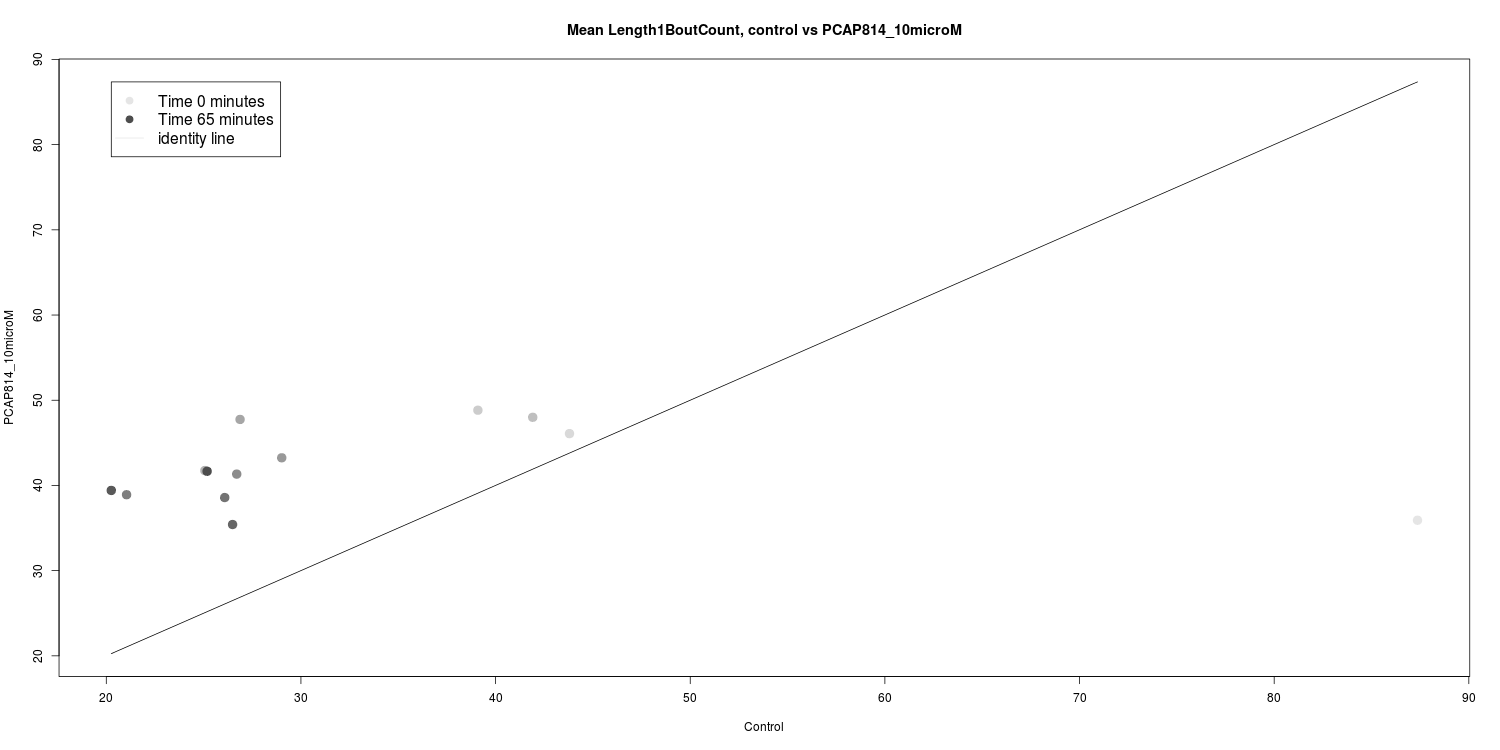 Mean Length1BoutCount, control vs PCAP814_10microM
Time 0 minutes
Time 65 minutes
identity line
PCAP814_10microM
90
80
70
60
50
40
30
20
20 30 40 50 60 70 80 90
Control